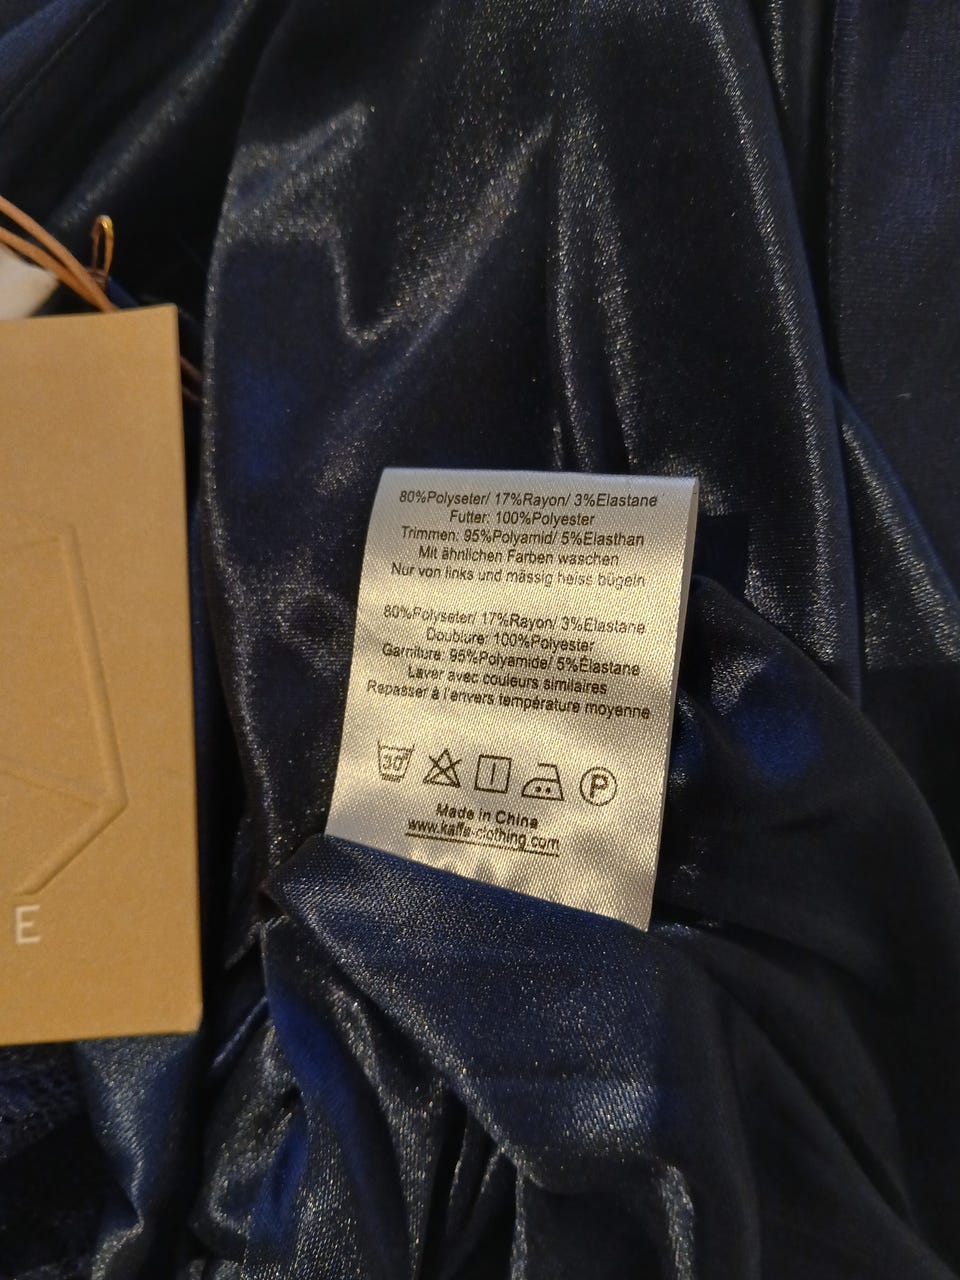 80%Polyseter/ 17%Rayon/ 3%Elastane
Futter: 100%Polyester
Trimmen: 95%Polyamid/ 5%Elasthan
Mit ähnlichen Farben waschen
Nur von links und mässig heiss bügeln
80%Polyseter/ 17%Rayon/ 3%Elastane
Doublure: 100%Polyester
Garniture: 95%Polyamide/ 5%Élastane
Laver avec couleurs similaires
Repasser à l'envers température moyenne
30° P
Made in China
www.kaffe-clothing.com
E